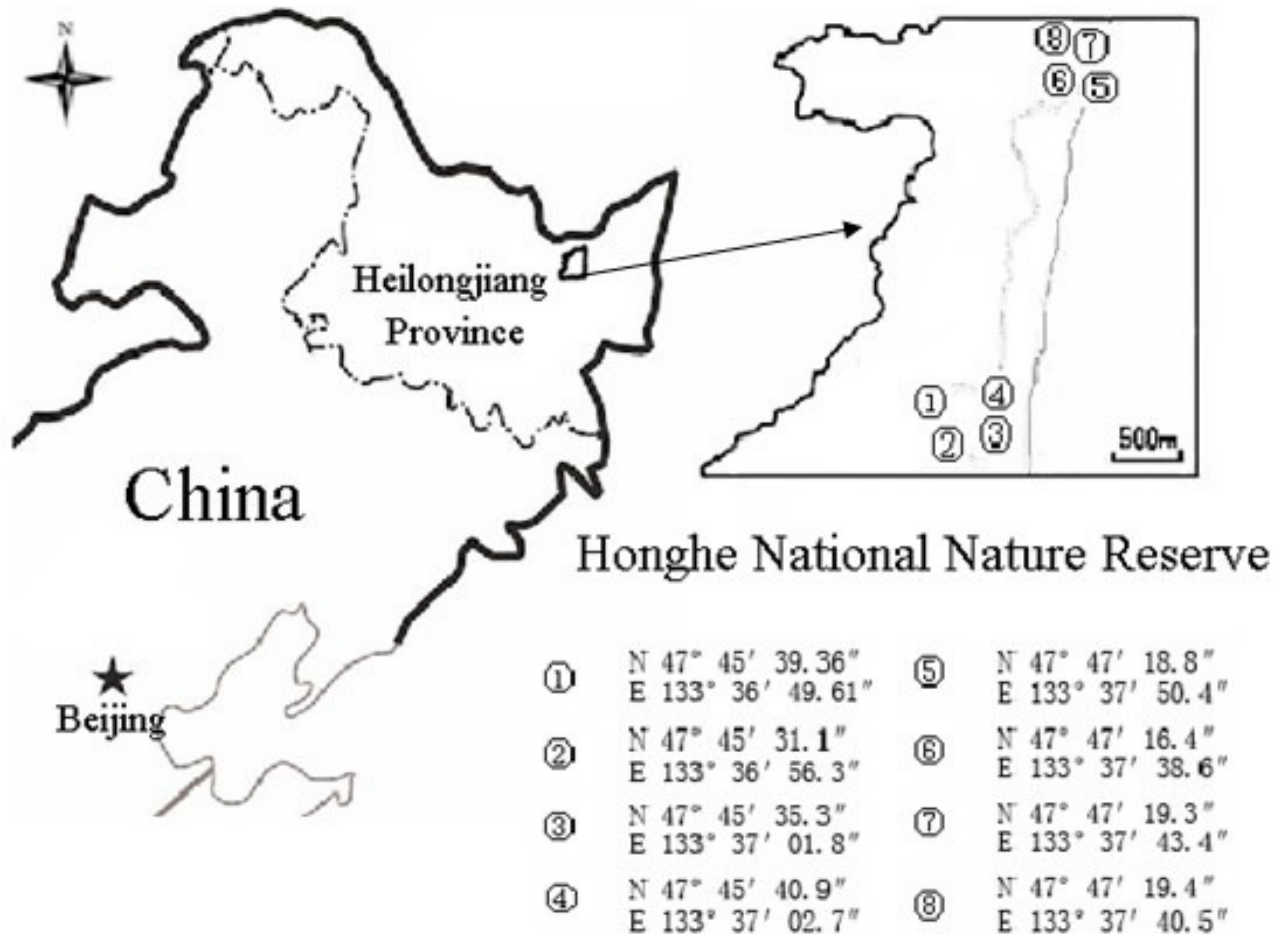 N
⑧ ⑦
⑥ ⑤
Heilongjiang
Province
① ④
② ③
500m
China
Honghe National Nature Reserve
Beijing
① N 47° 45′ 39.36″
E 133° 36′ 49.61″
② N 47° 45′ 31.1″
E 133° 36′ 56.3″
③ N 47° 45′ 35.3″
E 133° 37′ 01.8″
④ N 47° 45′ 40.9″
E 133° 37′ 02.7″
⑤ N 47° 47′ 18.8″
E 133° 37′ 50.4″
⑥ N 47° 47′ 16.4″
E 133° 37′ 38.6″
⑦ N 47° 47′ 19.3″
E 133° 37′ 43.4″
⑧ N 47° 47′ 19.4″
E 133° 37′ 40.5″